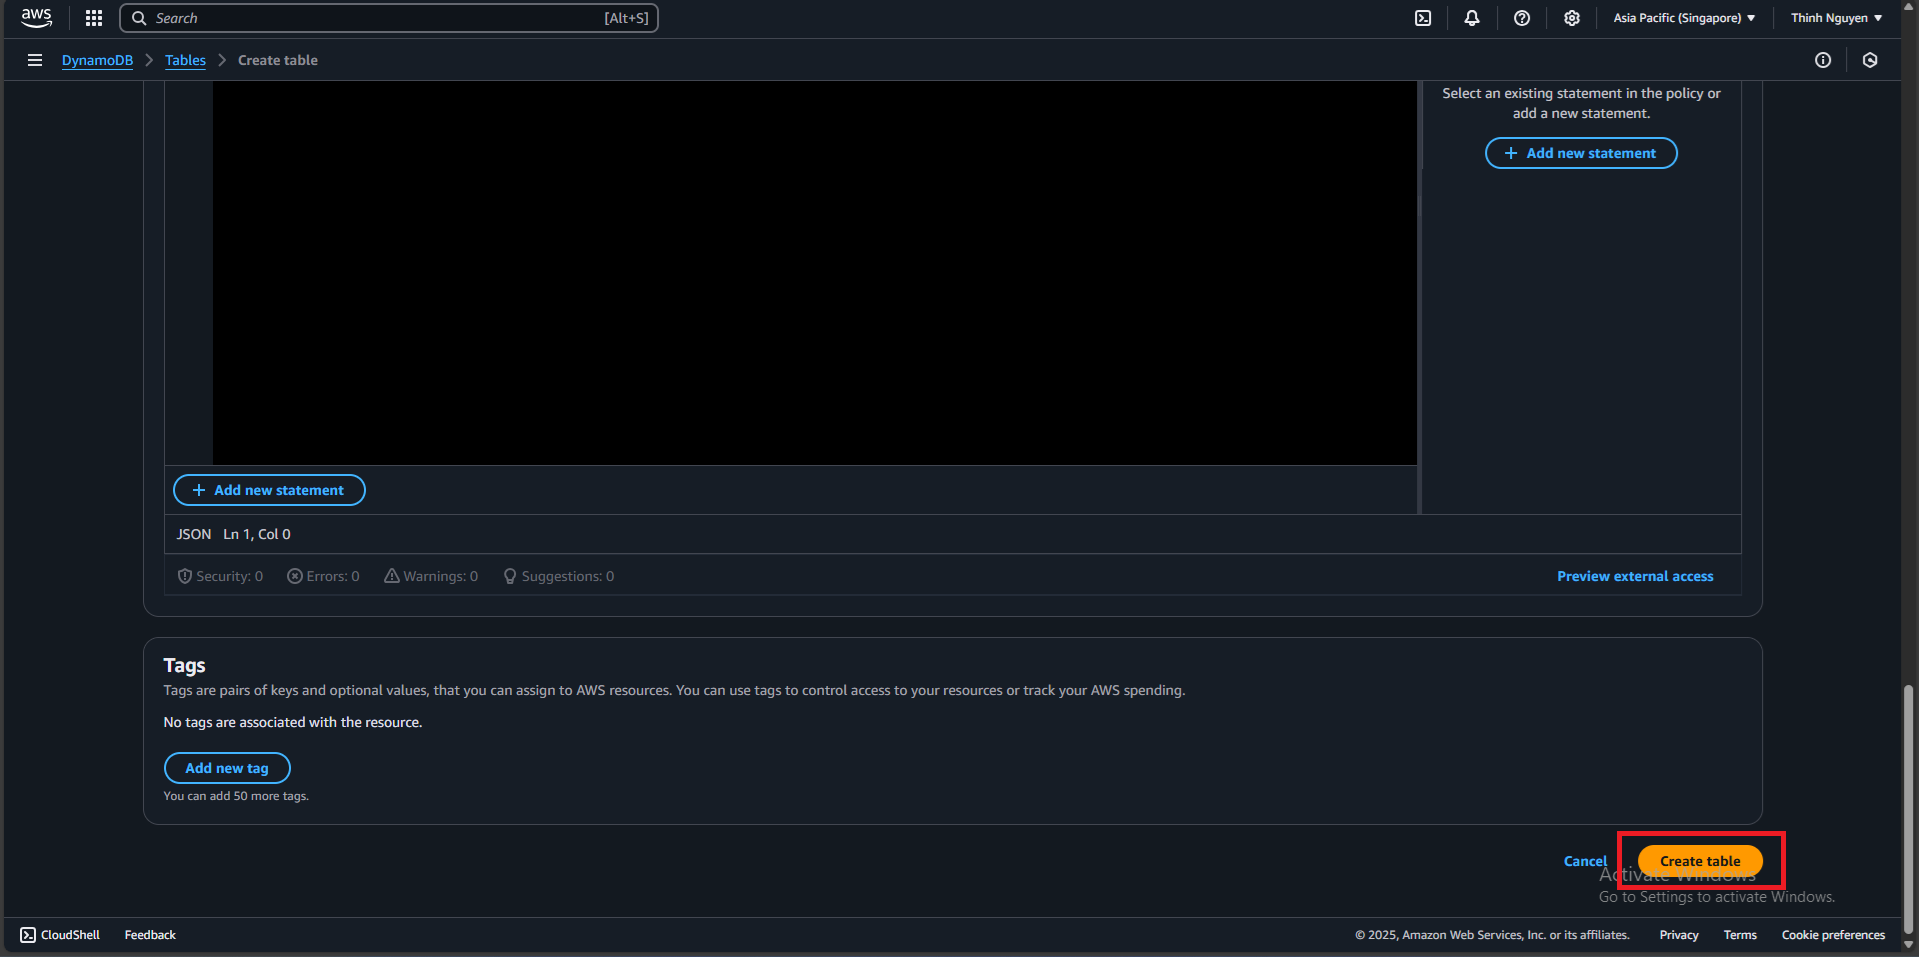 aws
Search [Alt+S]
Asia Pacific (Singapore)
Thinh Nguyen
DynamoDB Tables Create table
Select an existing statement in the policy or
add a new statement.
Add new statement
Add new statement
JSON Ln 1, Col 0
Security: 0 Errors: 0 Warnings: 0 Suggestions: 0
Preview external access
Tags
Tags are pairs of keys and optional values, that you can assign to AWS resources. You can use tags to control access to your resources or track your AWS spending.
No tags are associated with the resource.
Add new tag
You can add 50 more tags.
Cancel Create table
Activate Windows
Go to Settings to activate Windows.
CloudShell Feedback
© 2025, Amazon Web Services, Inc. or its affiliates. Privacy Terms Cookie preferences